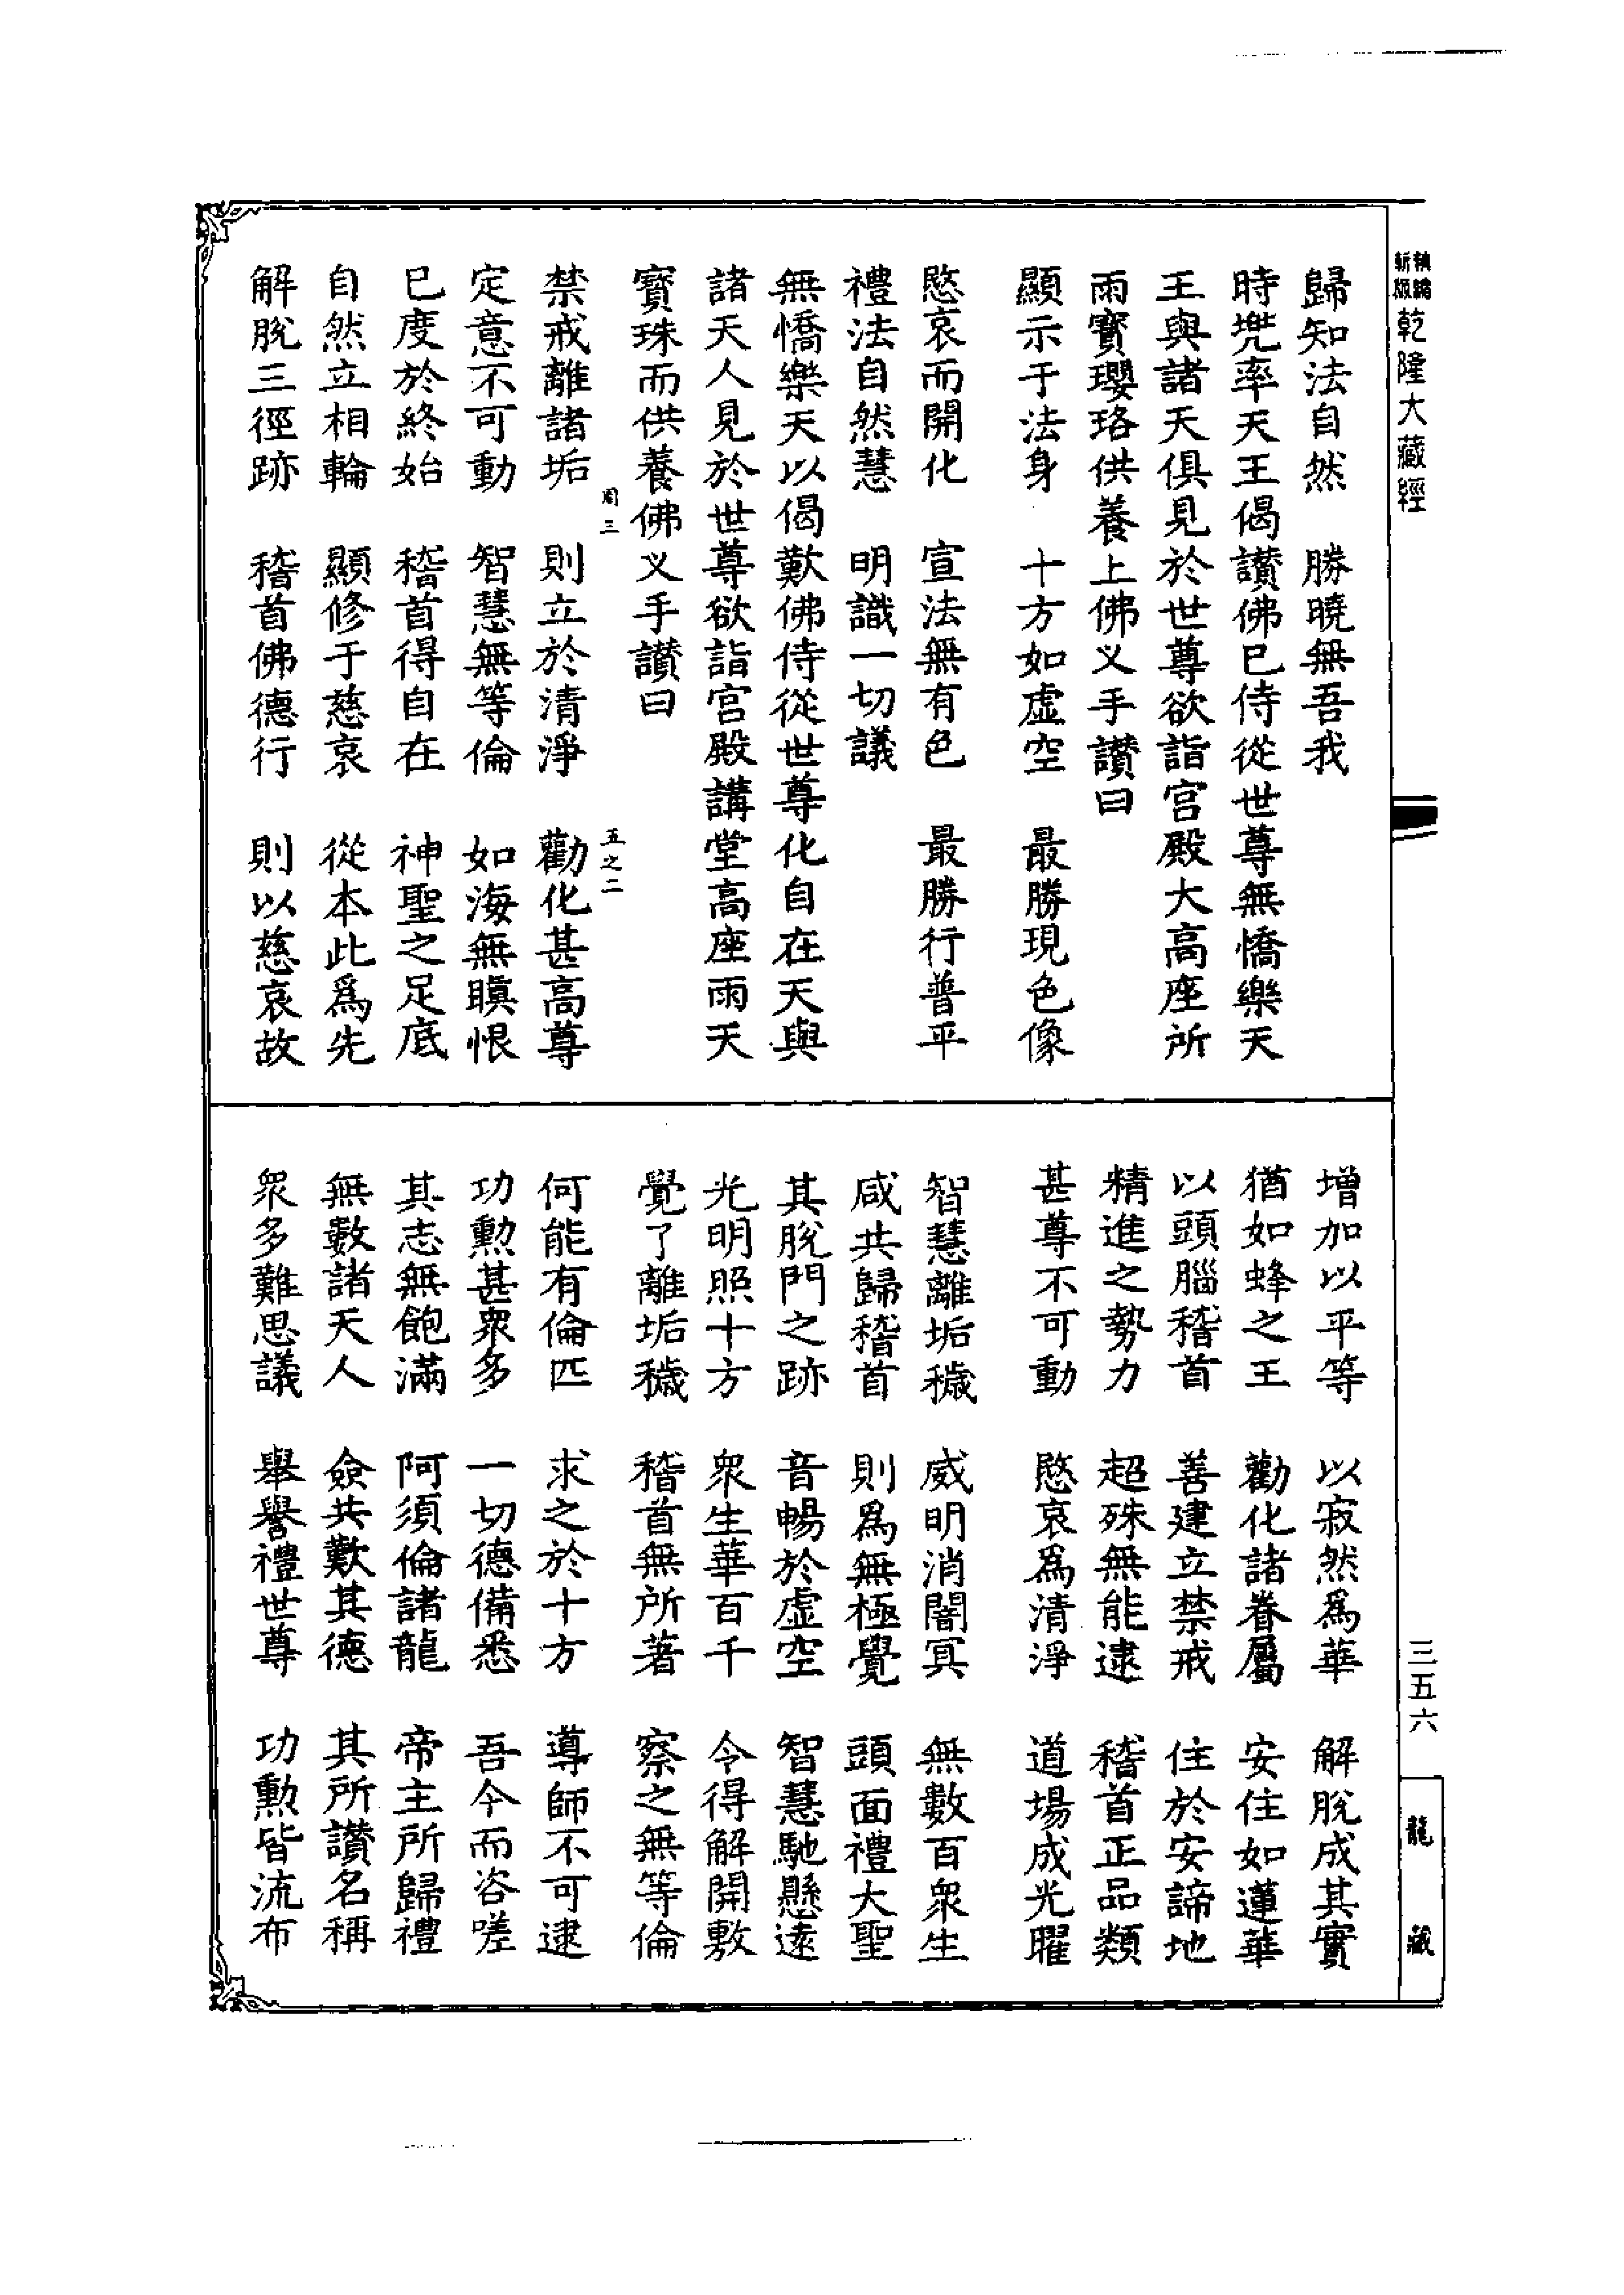 乾隆大藏經
歸知法自然　勝曉無吾我
時兜率天王偈讃佛已侍從世尊無憍樂天
王與諸天俱見於世尊欲詣宮殿大高座所
雨寶瓔珞供養上佛义手讃曰
顯示于法身　十方如虛空　最勝現色像
愍哀而開化　宣法無有色　最勝行普平
禮法自然慧　明識一切議
無憍樂天以偈歎佛侍從世尊化自在天與
諸天人見於世尊欲詣宮殿講堂高座雨天
寶珠而供養佛义手讃曰
五之二
禁戒離諸垢　則立於清淨　勸化甚高尊
定意不可動　智慧無等倫　如海無瞋恨
已度於終始　稽首得自在　神聖之足底
自然立相輪　顯修于慈哀　從本此爲先
解脫三徑跡　稽首佛德行　則以慈哀故
增加以平等　以寂然爲華　解脫成其實
猶如蜂之王　勸化諸眷屬　安住如蓮華
以頭腦稽首　善建立禁戒　住於安諦地
精進之勢力　超殊無能逮　稽首正品類
甚尊不可動　愍哀爲清淨　道場成光曜
智慧離垢穢　威明消闇冥　無數百衆生
咸共歸稽首　則爲無極覺　頭面禮大聖
其脫門之跡　音暢於虛空　智慧馳懸遠
光明照十方　衆生華百千　令得解開敷
覺了離垢穢　稽首無所著　察之無等倫
何能有倫匹　求之於十方　導師不可逮
功勳甚衆多　一切德備悉　吾今而咨嗟
其志無飽滿　阿須倫諸龍　帝主所歸禮
無數諸天人　僉共歎其德　其所讃名稱
衆多難思議　舉譽禮世尊　功勳皆流布
三五六
龍藏